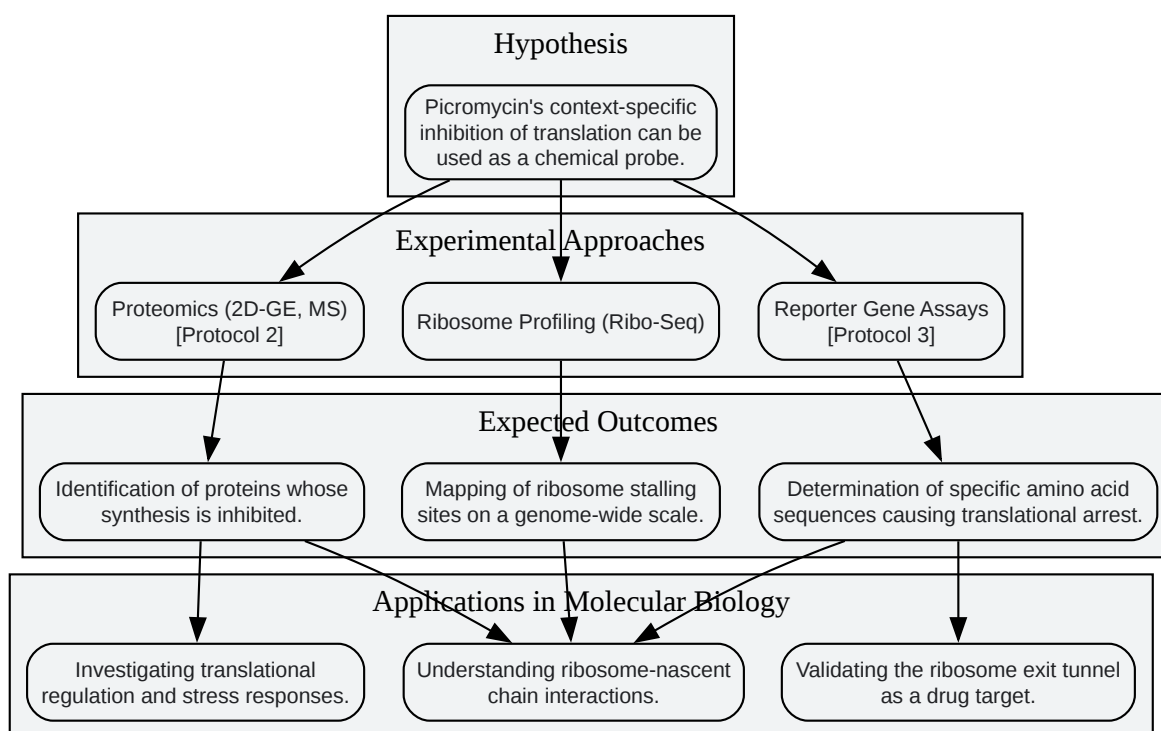 Hypothesis
Picromycin's context-specific
inhibition of translation can be
used as a chemical probe.
Experimental Approaches
Proteomics (2D-GE, MS)
[Protocol 2]
Ribosome Profiling (Ribo-Seq)
Reporter Gene Assays
[Protocol 3]
Expected Outcomes
Identification of proteins whose
synthesis is inhibited.
Mapping of ribosome stalling
sites on a genome-wide scale.
Determination of specific amino acid
sequences causing translational arrest.
Applications in Molecular Biology
Investigating translational
regulation and stress responses.
Understanding ribosome-nascent
chain interactions.
Validating the ribosome exit tunnel
as a drug target.